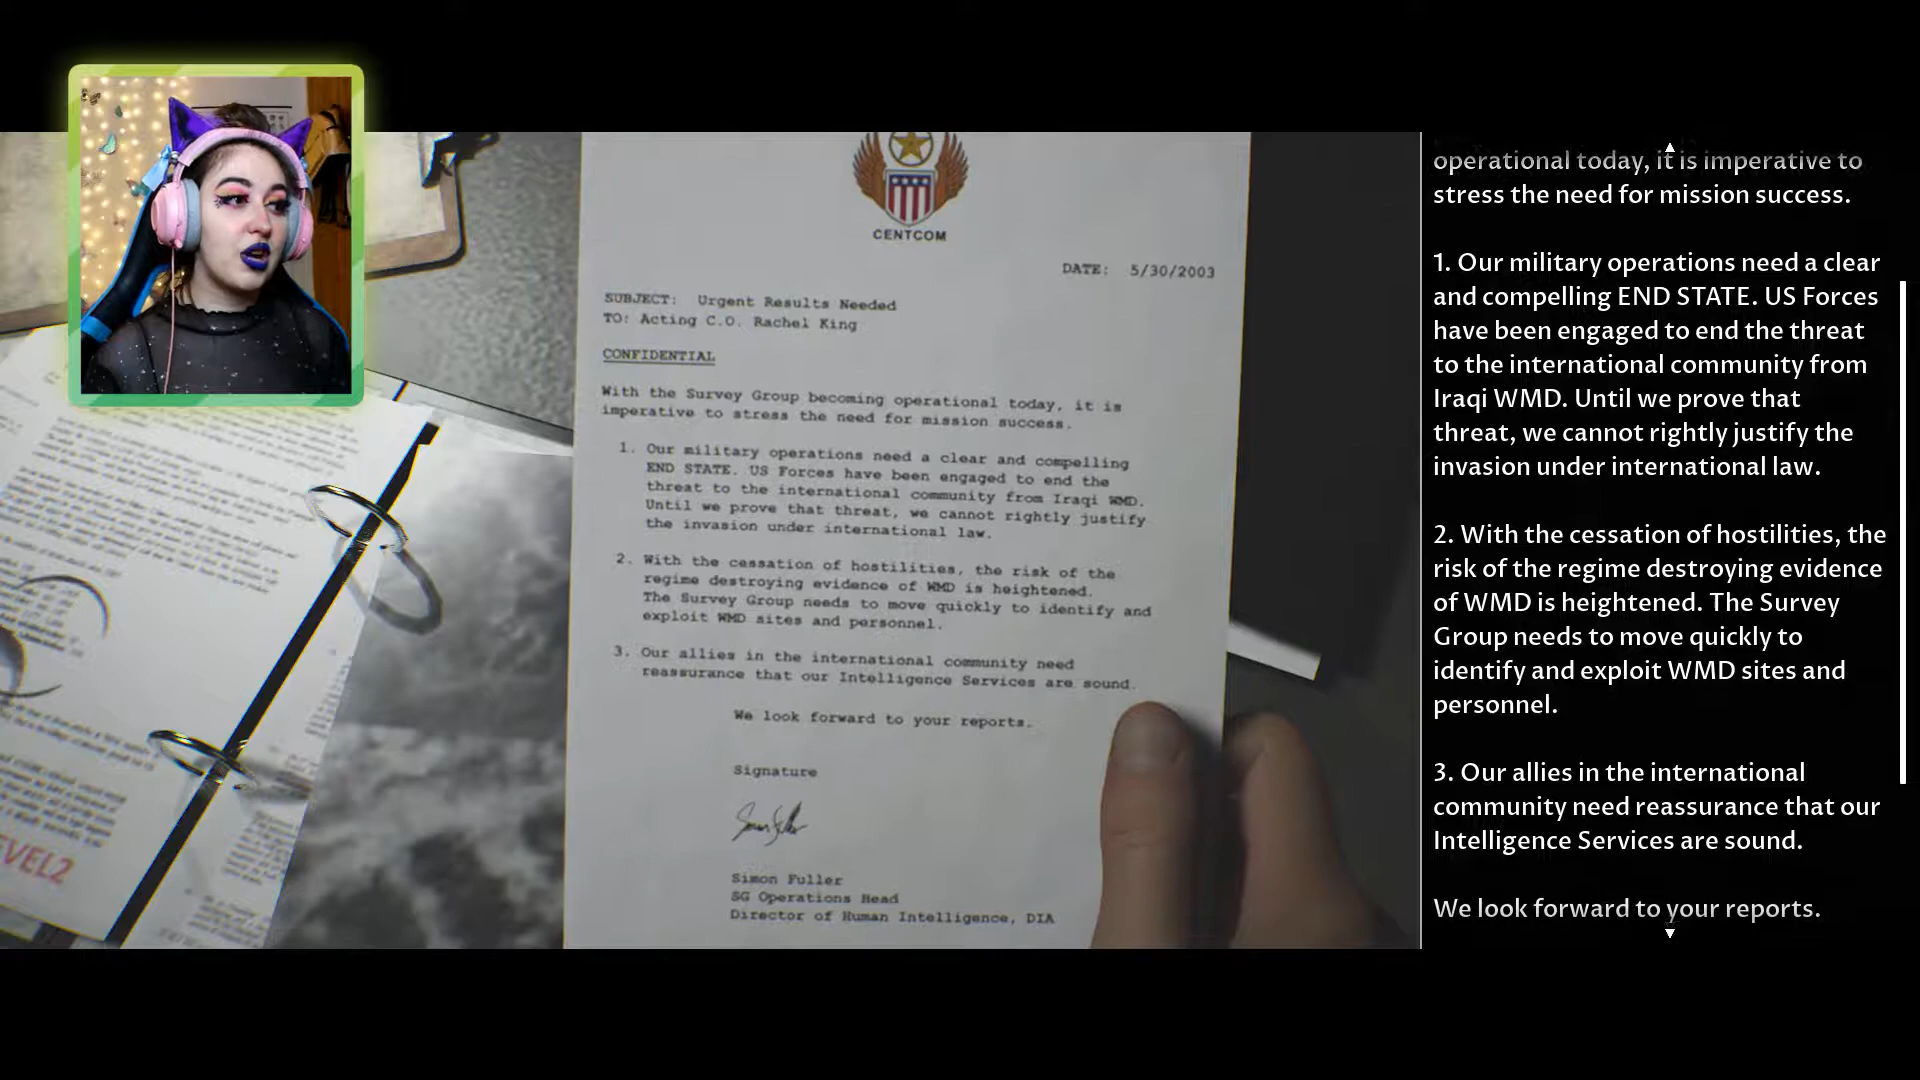 CENTCOM
DATE: 5/30/2003
SUBJECT: Urgent Results Needed
TO: Acting C.O. Rachel King
CONFIDENTIAL
With the Survey Group becoming operational today, it is
imperative to stress the need for mission success.
1. Our military operations need a clear and compelling
END STATE. US Forces have been engaged to end the
threat to the international community from Iraqi WMD.
Until we prove that threat, we cannot rightly justify
the invasion under international law.
2. With the cessation of hostilities, the risk of the
regime destroying evidence of WMD is heightened.
The Survey Group needs to move quickly to identify and
exploit WMD sites and personnel.
3. Our allies in the international community need
reassurance that our Intelligence Services are sound.
We look forward to your reports.
Signature
Simon Fuller
SG Operations Head
Director of Human Intelligence, DIA
EVEL2
operational today, it is imperative to
stress the need for mission success.
1. Our military operations need a clear
and compelling END STATE. US Forces
have been engaged to end the threat
to the international community from
Iraqi WMD. Until we prove that
threat, we cannot rightly justify the
invasion under international law.
2. With the cessation of hostilities, the
risk of the regime destroying evidence
of WMD is heightened. The Survey
Group needs to move quickly to
identify and exploit WMD sites and
personnel.
3. Our allies in the international
community need reassurance that our
Intelligence Services are sound.
We look forward to your reports.